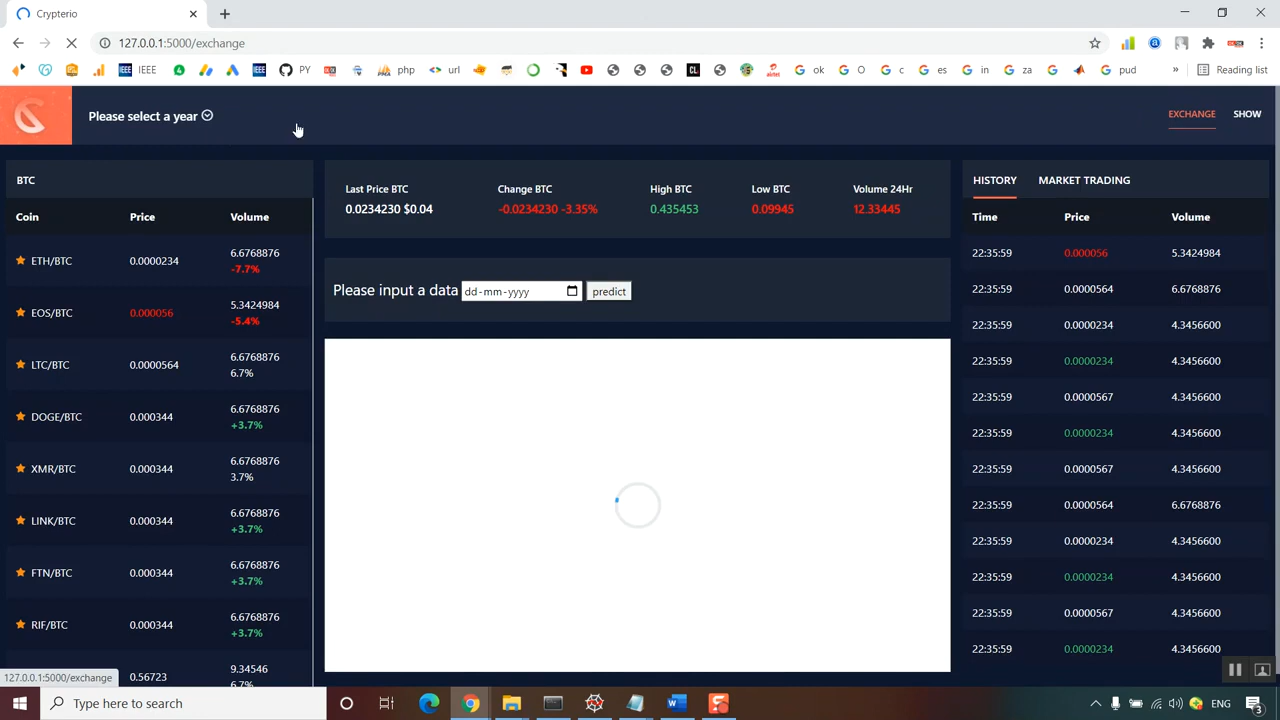 Crypterio
127.0.0.1:5000/exchange
IEEE PY php url ok O c es in za pud » Reading list
Please select a year
EXCHANGE SHOW
BTC
Coin Price Volume
ETH/BTC 0.0000234 6.6768876
-7.7%
EOS/BTC 0.000056 5.3424984
-5.4%
LTC/BTC 0.0000564 6.6768876
6.7%
DOGE/BTC 0.000344 6.6768876
+3.7%
XMR/BTC 0.000344 6.6768876
3.7%
LINK/BTC 0.000344 6.6768876
+3.7%
FTN/BTC 0.000344 6.6768876
+3.7%
RIF/BTC 0.000344 6.6768876
+3.7%
0.56723 9.34546
6.7%
127.0.0.1:5000/exchange
Last Price BTC Change BTC High BTC Low BTC Volume 24Hr
0.0234230 $0.04 -0.0234230 -3.35% 0.435453 0.09945 12.33445
Please input a data dd-mm-yyyy predict
HISTORY MARKET TRADING
Time Price Volume
22:35:59 0.000056 5.3424984
22:35:59 0.0000564 6.6768876
22:35:59 0.0000234 4.3456600
22:35:59 0.0000234 4.3456600
22:35:59 0.0000567 4.3456600
22:35:59 0.0000234 4.3456600
22:35:59 0.0000567 4.3456600
22:35:59 0.0000564 6.6768876
22:35:59 0.0000234 4.3456600
22:35:59 0.0000234 4.3456600
22:35:59 0.0000567 4.3456600
22:35:59 0.0000234 4.3456600
Type here to search
ENG 3